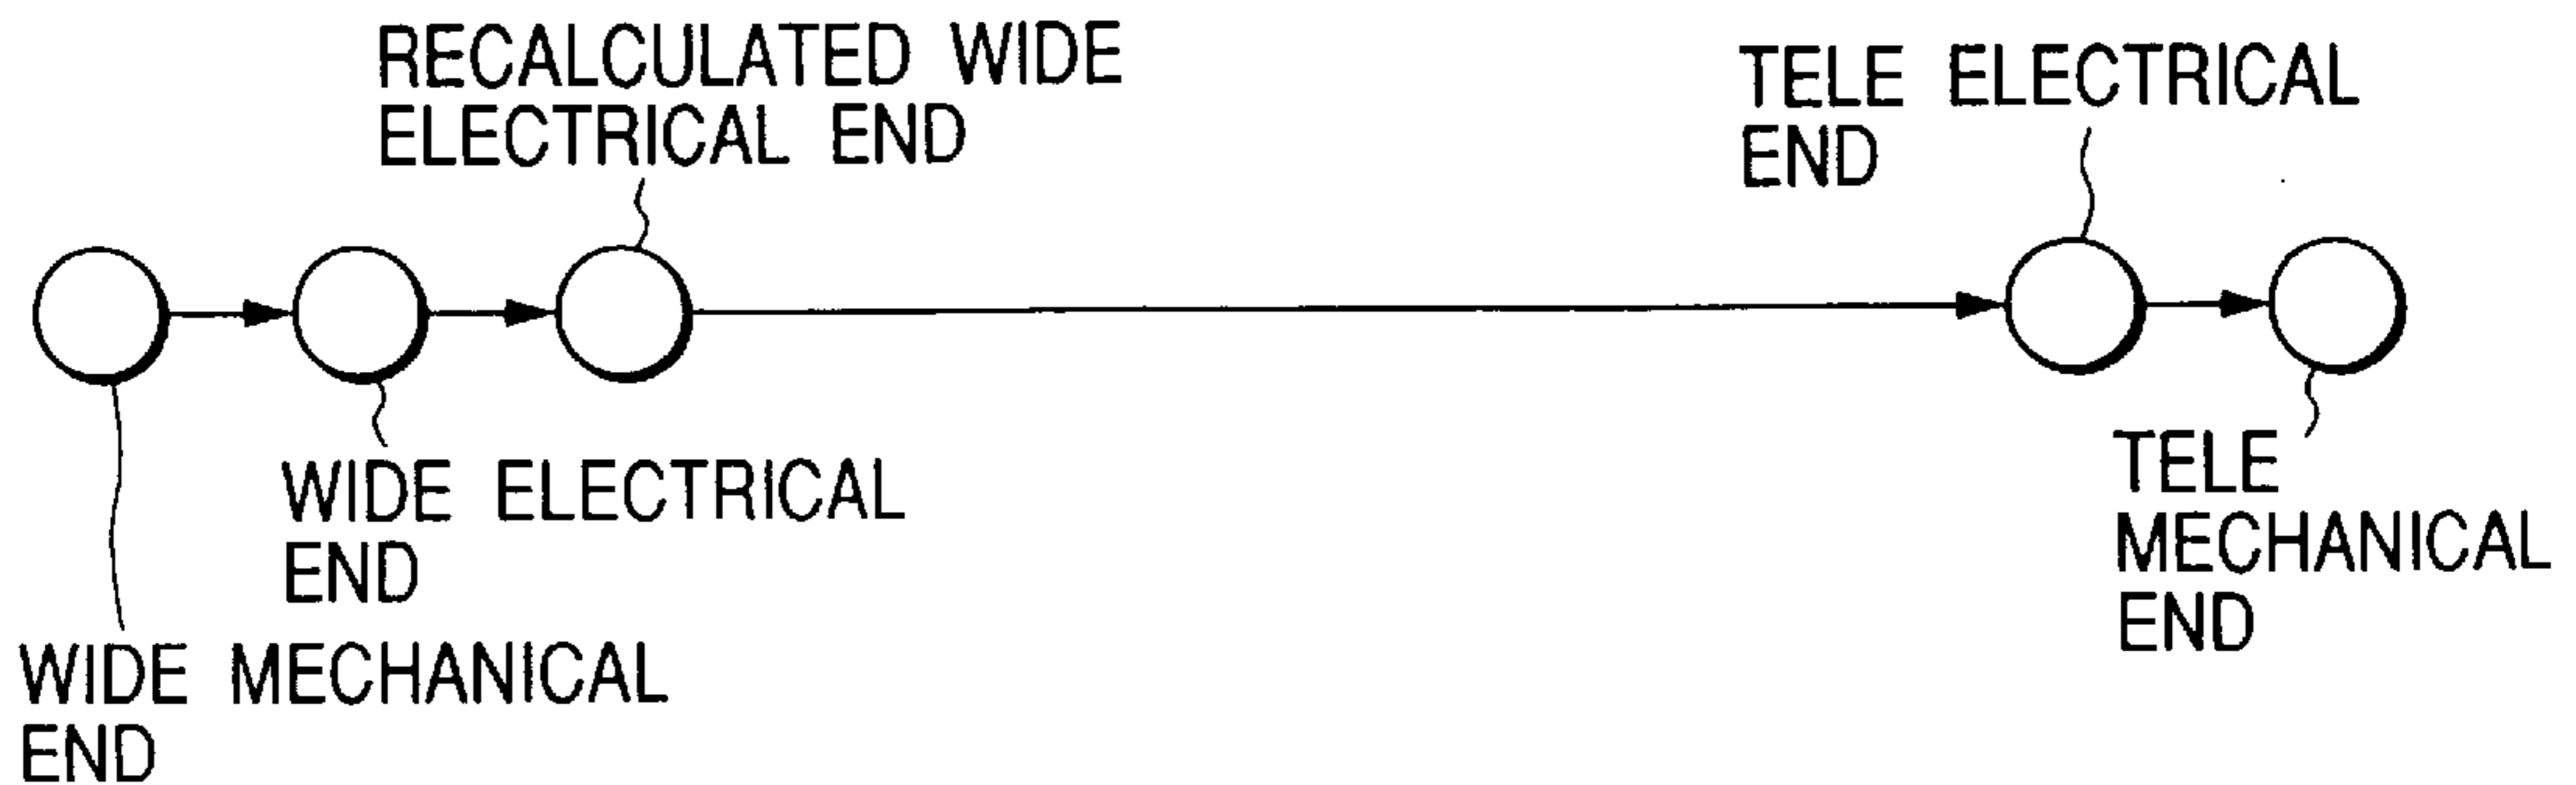 RECALCULATED WIDE
ELECTRICAL END
TELE ELECTRICAL
END
WIDE ELECTRICAL
END
WIDE MECHANICAL
END
TELE
MECHANICAL
END